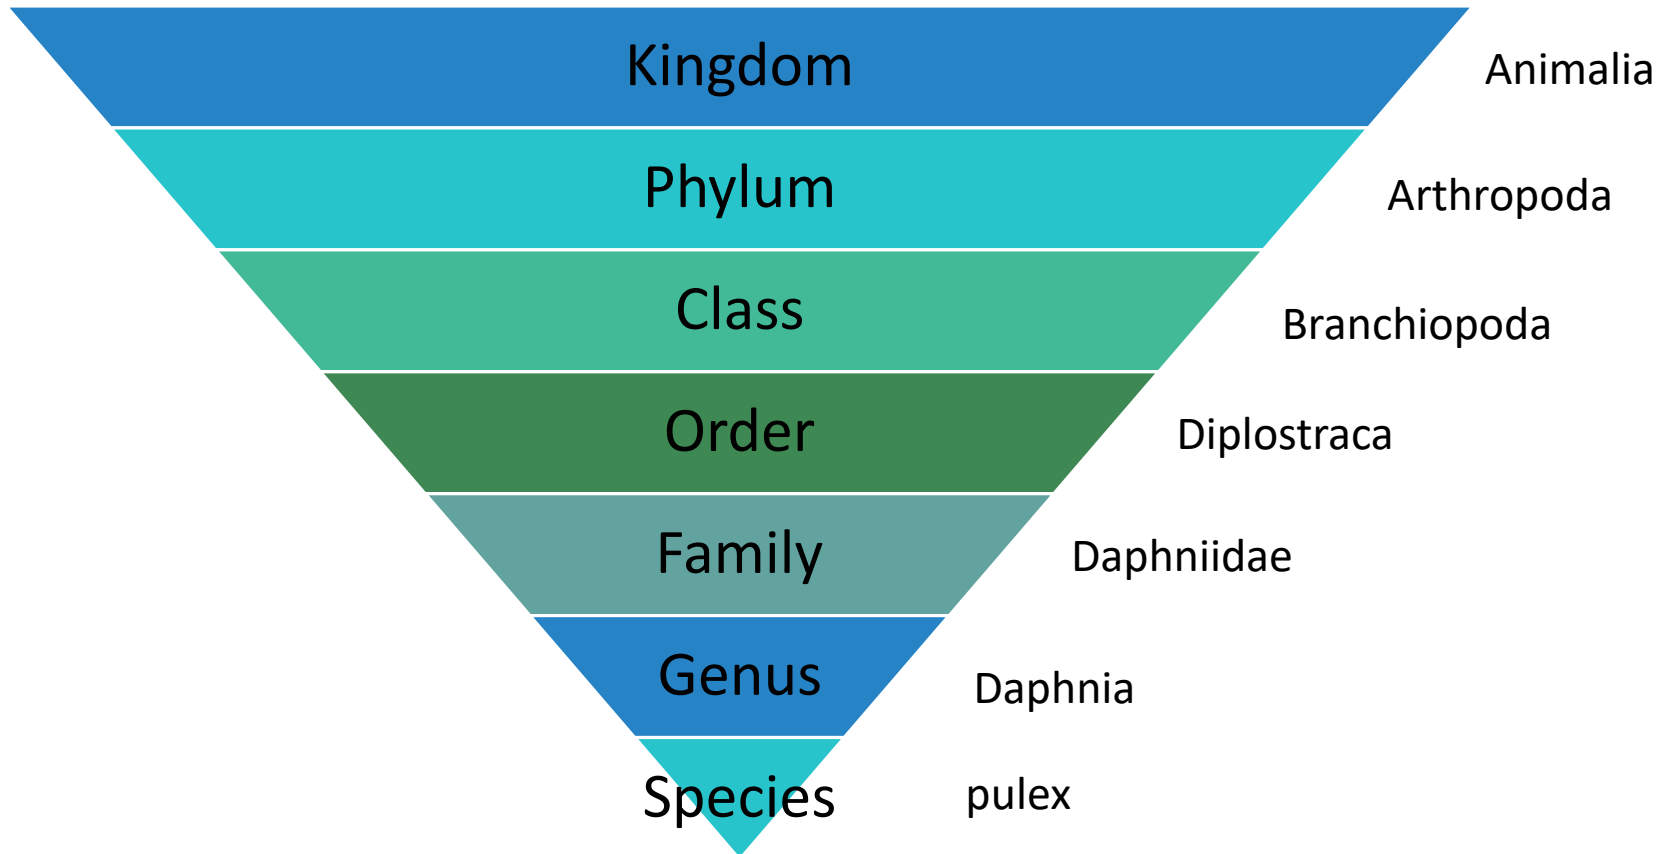 Kingdom Animalia
Phylum Arthropoda
Class Branchiopoda
Order Diplostraca
Family Daphniidae
Genus Daphnia
Species pulex